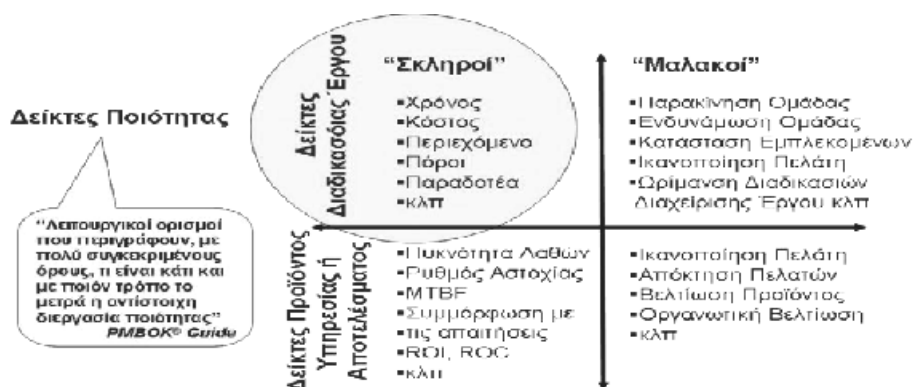 Δείκτες Ποιότητας
“Λειτουργικοί ορισμοί
που περιγράφουν, με
πολύ συγκεκριμένους
όρους, τι είναι κάτι και
με ποιόν τρόπτο το
μετρά η αντίστοιχη
διεργασία ποιότητας”
PMBOK® Guide
Δείκτες
Διαδικασόιας Έργου
“Σκληροί”
▪Χρόνος
▪Κόστος
▪Περιεχόμενο
▪Πόροι
▪Παραδοτέα
▪κλπ
“Μαλακοί”
▪Παρακίνηση Ομάδας
▪Ενδυνάμωση Ομάδας
▪Κατάσταση Εμπλεκομένων
▪Ικανοποίηση Πελάτη
▪Ωρίμανση Διαδικασιών
Διαχείρισης Έργου κλπ
Δείκτες Προϊόντος
Υπηρεσίας ή
Αποτελέσματος
▪Πυκνότητα Λαθών
▪Ρυθμός Αστοχίας
▪MTBF
▪Συμμόρφωση με
τις απαιτήσεις
▪ROI, ROC
▪κλπ
▪Ικανοποίηση Πελάτη
▪Απόκτηση Πελατών
▪Βελτίωση Προϊόντος
▪Οργανωτική Βελτίωση
▪κλπ